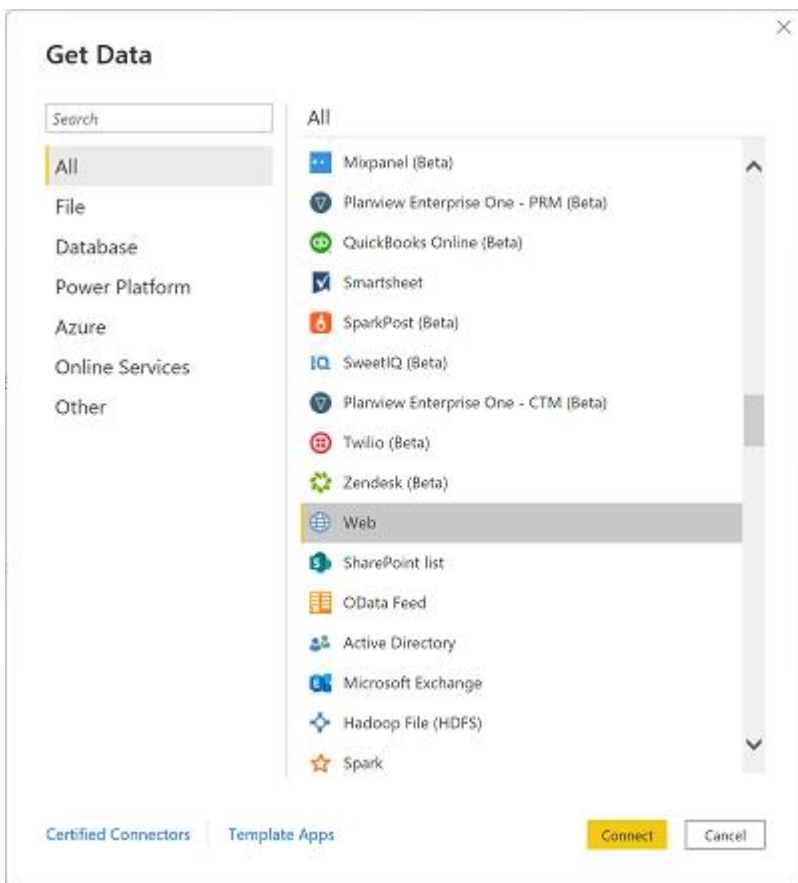 Get Data
Search
All
File
Database
Power Platform
Azure
Online Services
Other
All
Mixpanel (Beta)
Planview Enterprise One - PRM (Beta)
QuickBooks Online (Beta)
Smartsheet
SparkPost (Beta)
SweetIQ (Beta)
Planview Enterprise One - CTM (Beta)
Twilio (Beta)
Zendesk (Beta)
Web
SharePoint list
OData Feed
Active Directory
Microsoft Exchange
Hadoop File (HDFS)
Spark
Certified Connectors
Template Apps
Connect
Cancel